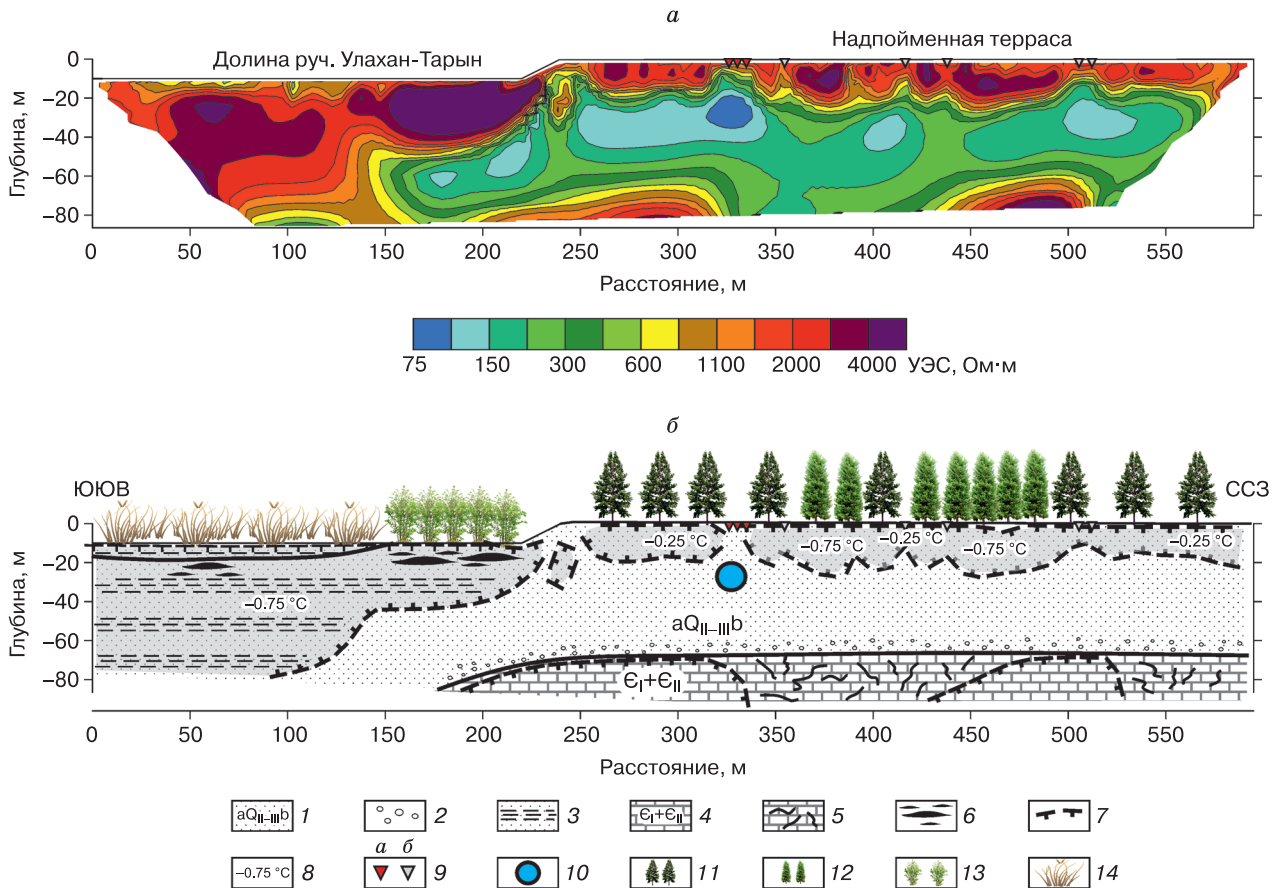 а
Долина руч. Улахан-Тарын
Надпойменная терраса
0
−20
−40
−60
−80
Глубина, м
0 50 100 150 200 250 300 350 400 450 500 550
Расстояние, м
75 150 300 600 1100 2000 4000 УЭС, Ом·м
б
ЮЮВ
ССЗ
0
−20
−40
−60
−80
Глубина, м
−0.25 °C
−0.75 °C
−0.25 °C
−0.75 °C
−0.25 °C
−0.75 °C
aQII–IIIb
ЄI+ЄII
0 50 100 150 200 250 300 350 400 450 500 550
Расстояние, м
aQII–IIIb 1 2 3 ЄI+ЄII 4 5 6 7
−0.75 °C 8 а б 9 10 11 12 13 14